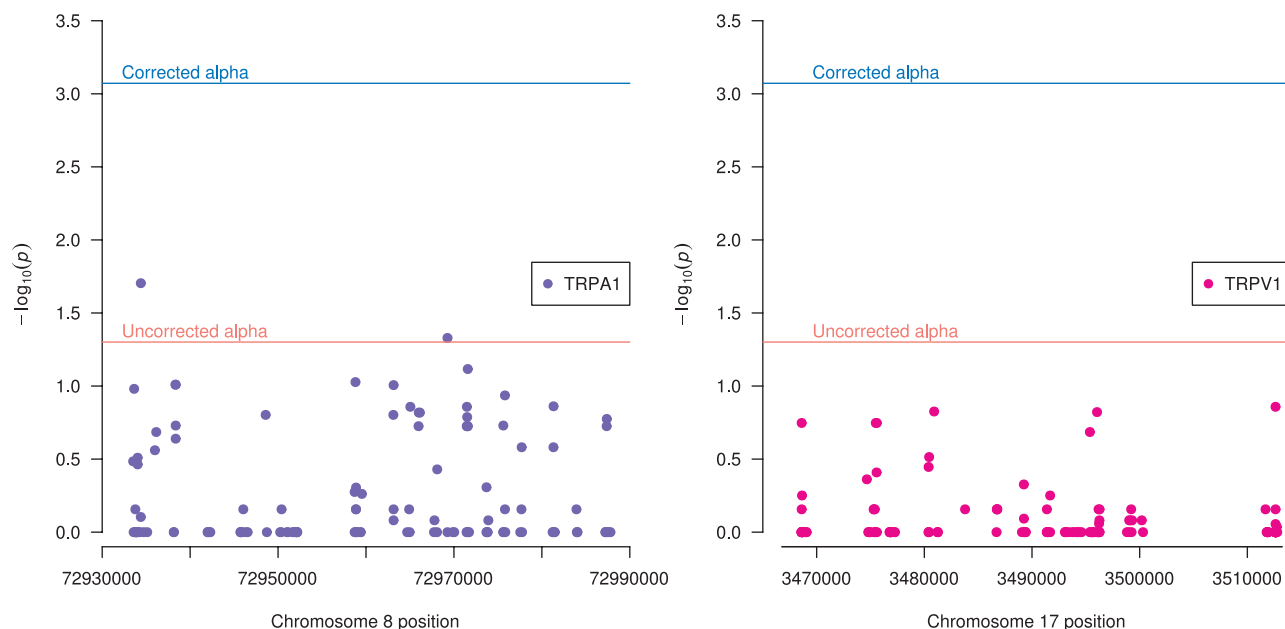 3.5
3.0
2.5
2.0
1.5
1.0
0.5
0.0
−log10(p)
Corrected alpha
Uncorrected alpha
TRPA1
72930000 72950000 72970000 72990000
Chromosome 8 position
3.5
3.0
2.5
2.0
1.5
1.0
0.5
0.0
−log10(p)
Corrected alpha
Uncorrected alpha
TRPV1
3470000 3480000 3490000 3500000 3510000
Chromosome 17 position